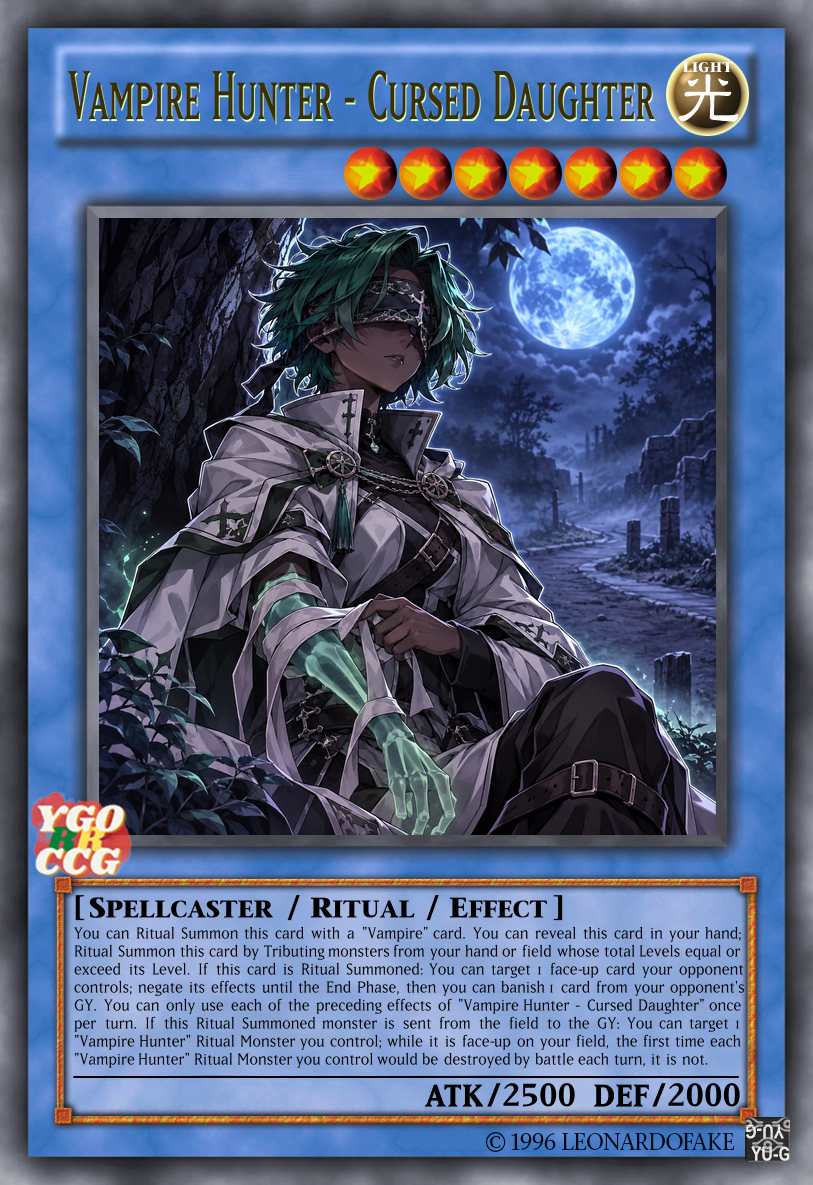 VAMPIRE HUNTER - CURSED DAUGHTER
LIGHT
光
YGO
BR
CCG
[ SPELLCASTER / RITUAL / EFFECT ]
You can Ritual Summon this card with a "Vampire" card. You can reveal this card in your hand;
Ritual Summon this card by Tributing monsters from your hand or field whose total Levels equal or
exceed its Level. If this card is Ritual Summoned: You can target 1 face-up card your opponent
controls; negate its effects until the End Phase, then you can banish 1 card from your opponent's
GY. You can only use each of the preceding effects of "Vampire Hunter - Cursed Daughter" once
per turn. If this Ritual Summoned monster is sent from the field to the GY: You can target 1
"Vampire Hunter" Ritual Monster you control; while it is face-up on your field, the first time each
"Vampire Hunter" Ritual Monster you control would be destroyed by battle each turn, it is not.
ATK/2500 DEF/2000
© 1996 LEONARDOFAKE
YU-G